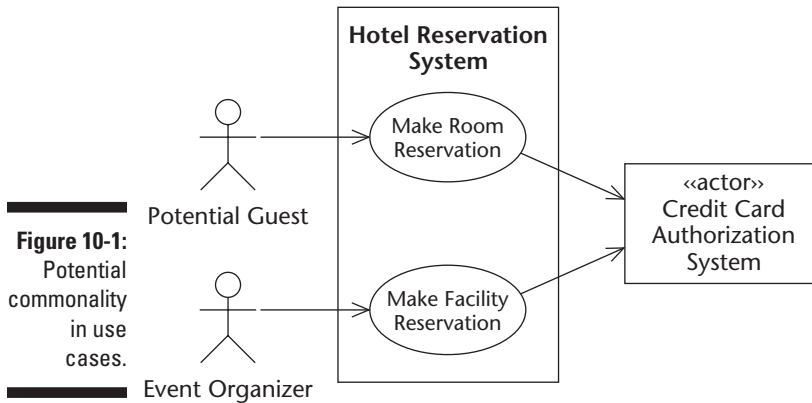 Hotel Reservation
System
Make Room
Reservation
Potential Guest
«actor»
Credit Card
Authorization
System
Figure 10-1:
Potential
commonality
in use
cases.
Make Facility
Reservation
Event Organizer